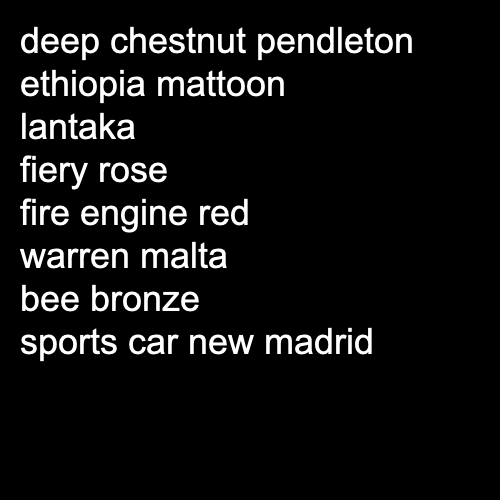 deep chestnut pendleton
ethiopia mattoon
lantaka
fiery rose
fire engine red
warren malta
bee bronze
sports car new madrid